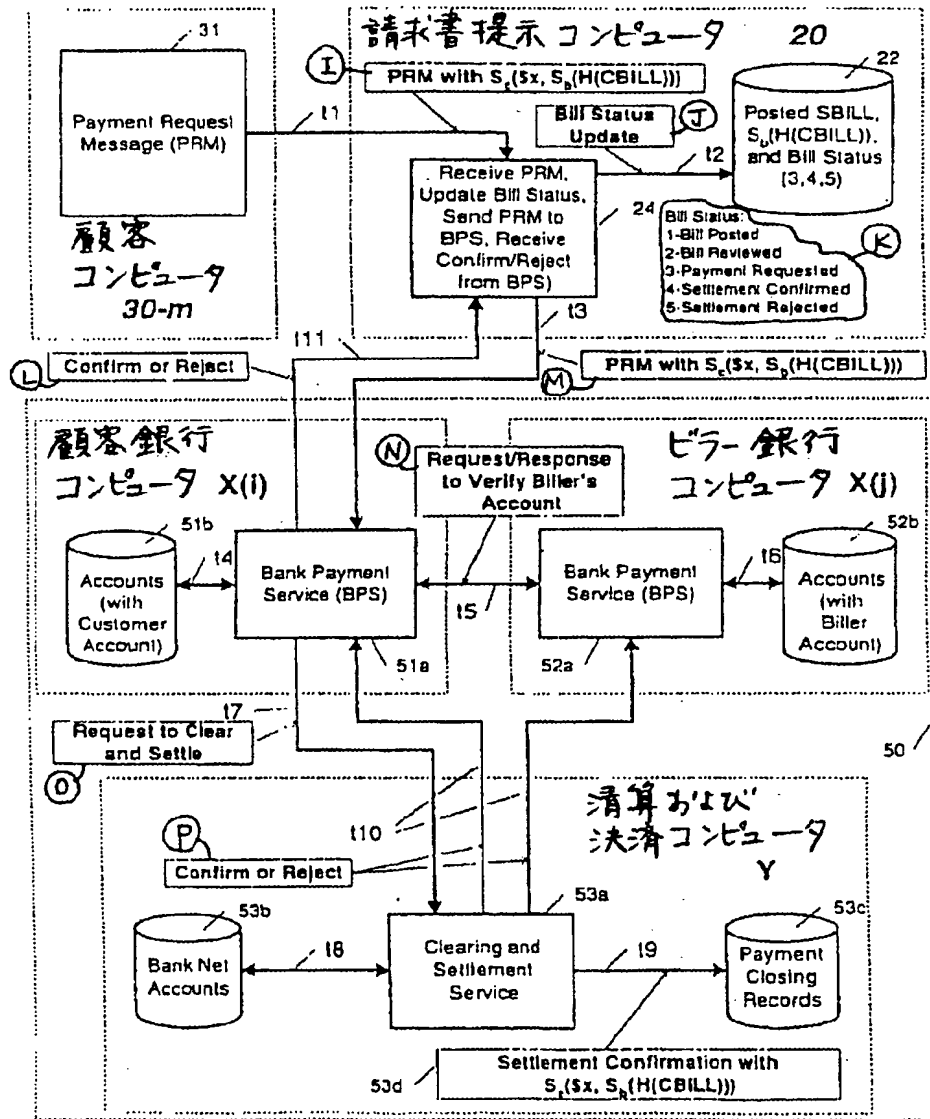 31
Payment Request
Message (PRM)
顧客
コンピュータ
30-m
t1
請求書提示コンピュータ 20
I
PRM with Sc($x, Sb(H(CBILL)))
Bill Status
Update
J
t2
22
Posted SBILL,
Sb(H(CBILL)),
and Bill Status
(3,4,5)
Receive PRM,
Update Bill Status,
Send PRM to
BPS, Receive
Confirm/Reject
from BPS)
24
Bill Status:
1-Bill Posted
2-Bill Reviewed
3-Payment Requested
4-Settlement Confirmed
5-Settlement Rejected
K
t3
t11
L
Confirm or Reject
M
PRM with Sc($x, Sb(H(CBILL)))
顧客銀行
コンピュータ X(i)
N
Request/Response
to Verify Biller's
Account
ビラー銀行
コンピュータ X(j)
51b
Accounts
(with
Customer
Account)
t4
Bank Payment
Service (BPS)
51a
t5
Bank Payment
Service (BPS)
52a
t6
52b
Accounts
(with
Biller
Account)
t7
Request to Clear
and Settle
O
50
清算および
決済コンピュータ
Y
t10
P
Confirm or Reject
53b
Bank Net
Accounts
t8
53a
Clearing and
Settlement
Service
t9
53c
Payment
Closing
Records
53d
Settlement Confirmation with
Sc($x, Sb(H(CBILL)))